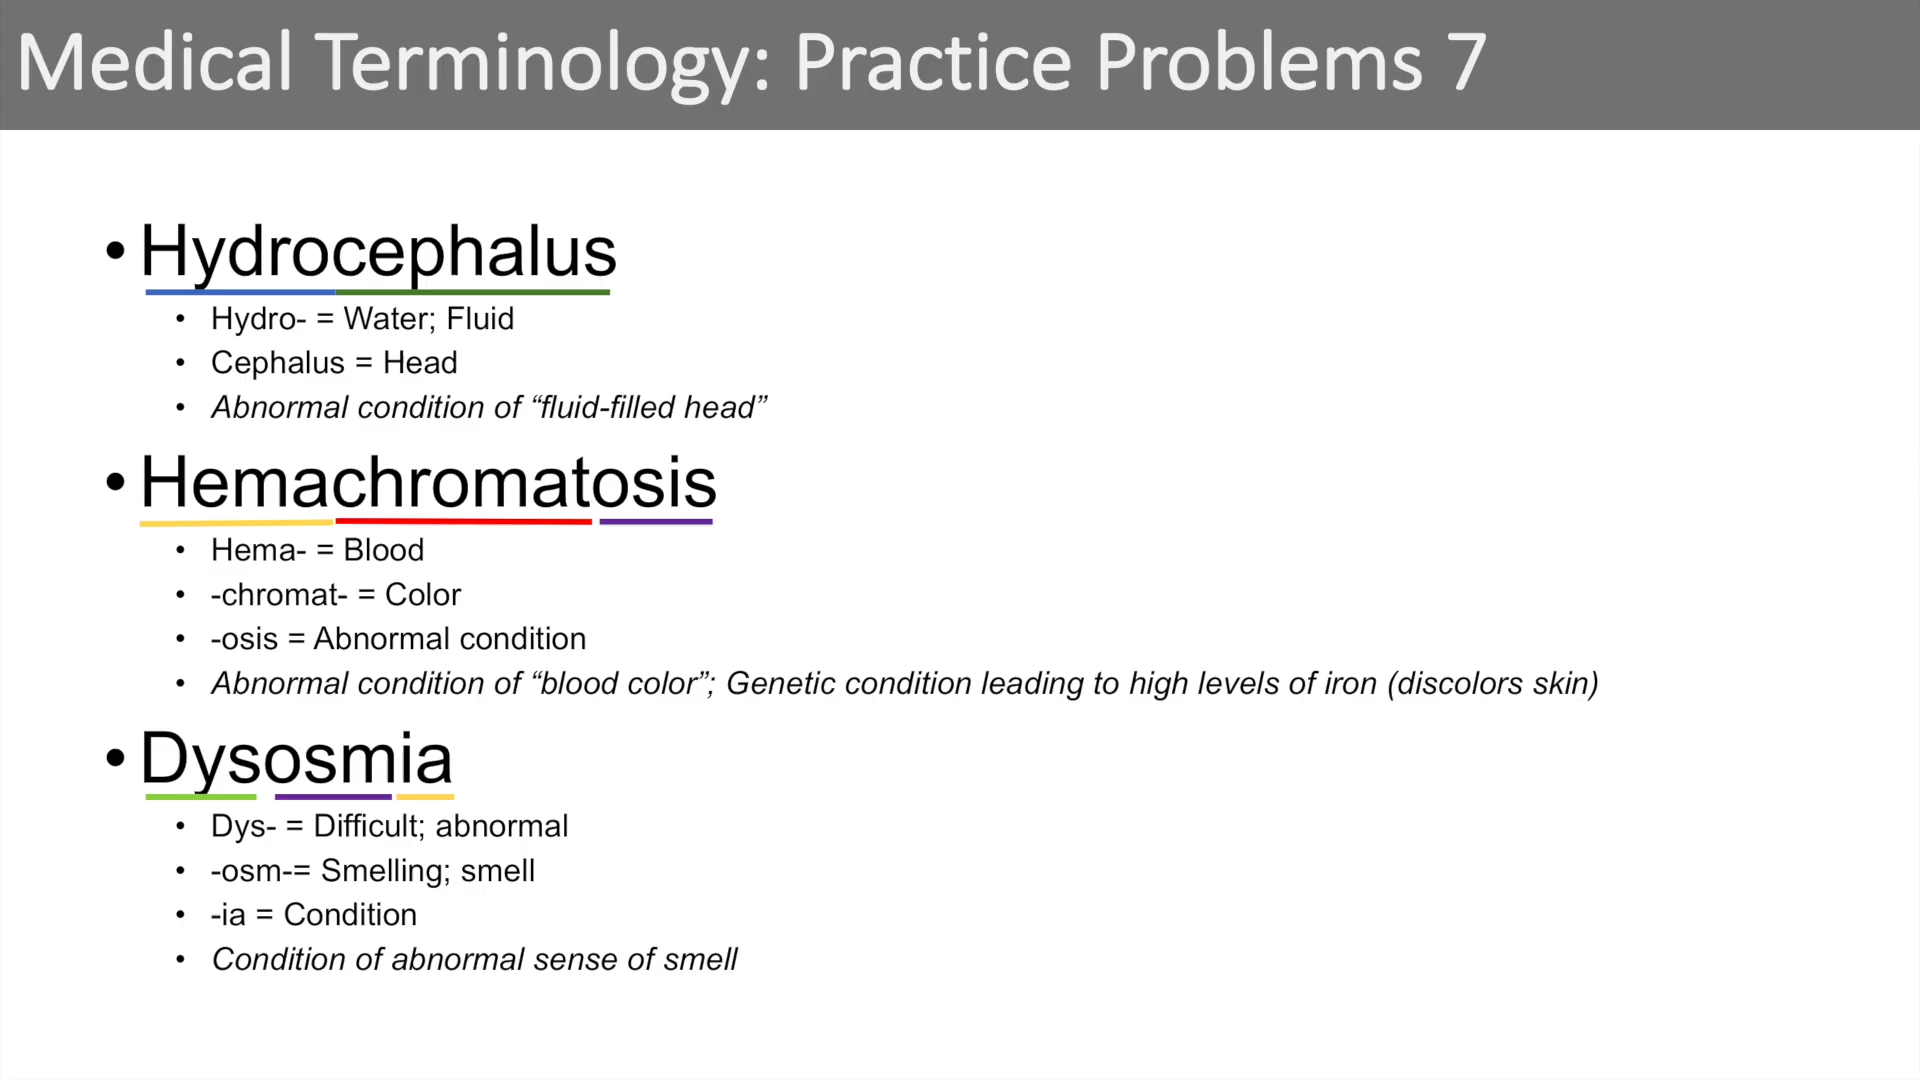 Medical Terminology: Practice Problems 7
• Hydrocephalus
• Hydro- = Water; Fluid
• Cephalus = Head
• Abnormal condition of “fluid-filled head”
• Hemachromatosis
• Hema- = Blood
• -chromat- = Color
• -osis = Abnormal condition
• Abnormal condition of “blood color”; Genetic condition leading to high levels of iron (discolors skin)
• Dysosmia
• Dys- = Difficult; abnormal
• -osm-= Smelling; smell
• -ia = Condition
• Condition of abnormal sense of smell